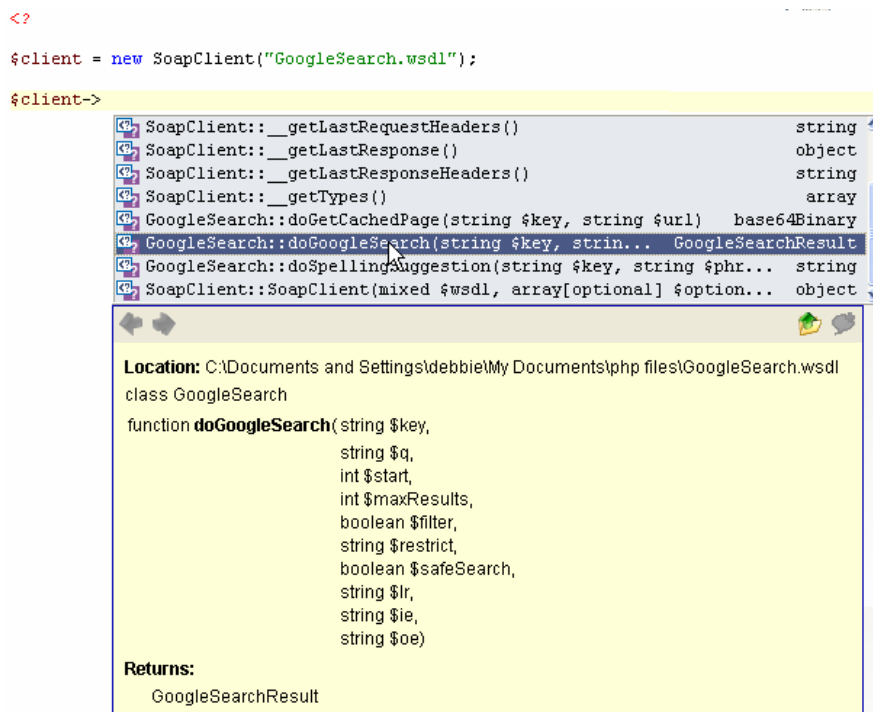 <?
$client = new SoapClient("GoogleSearch.wsdl");
$client->
SoapClient::__getLastRequestHeaders() string
SoapClient::__getLastResponse() object
SoapClient::__getLastResponseHeaders() string
SoapClient::__getTypes() array
GoogleSearch::doGetCachedPage(string $key, string $url) base64Binary
GoogleSearch::doGoogleSearch(string $key, strin... GoogleSearchResult
GoogleSearch::doSpellingSuggestion(string $key, string $phr... string
SoapClient::SoapClient(mixed $wsdl, array[optional] $option... object
Location: C:\Documents and Settings\debbie\My Documents\php files\GoogleSearch.wsdl
class GoogleSearch
function doGoogleSearch( string $key,
string $q,
int $start,
int $maxResults,
boolean $filter,
string $restrict,
boolean $safeSearch,
string $lr,
string $ie,
string $oe)
Returns:
GoogleSearchResult